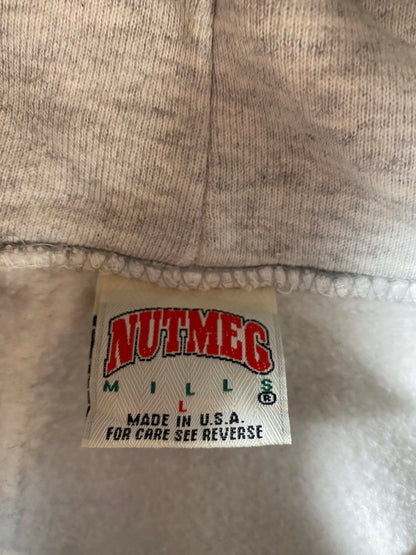 NUTMEG
MILLS
®
L
MADE IN U.S.A.
FOR CARE SEE REVERSE